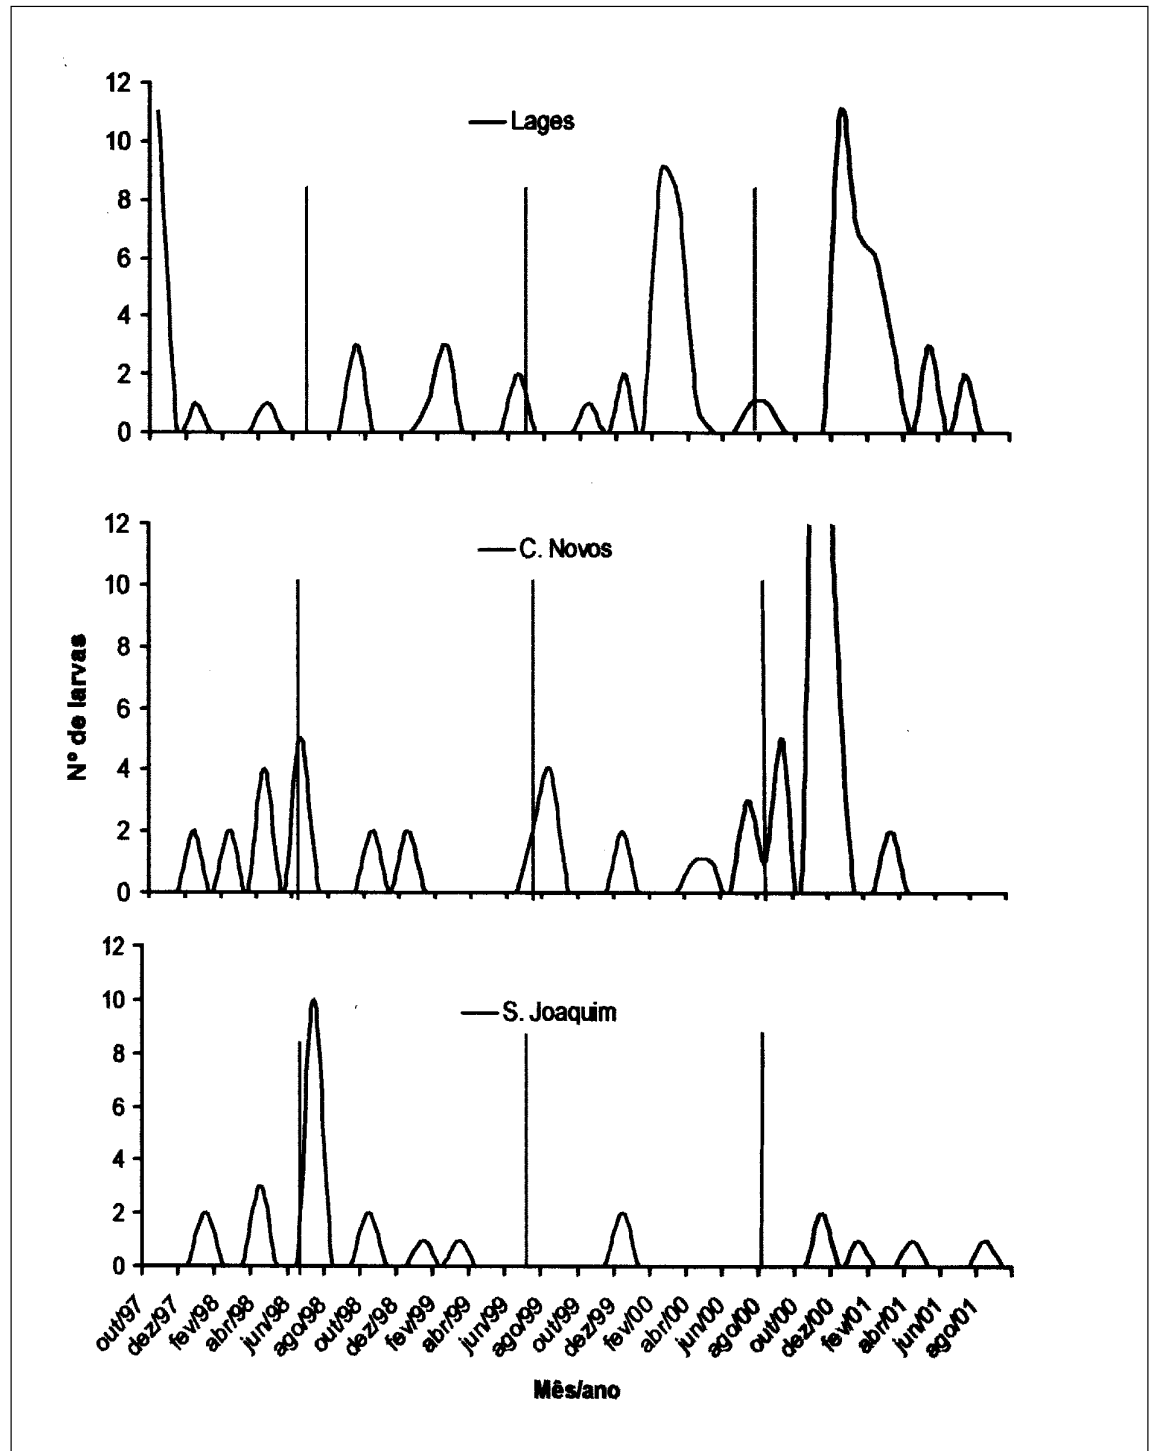 12
10
8
6
4
2
0
Lages
12
10
8
6
4
2
0
C. Novos
Nº de larvas
12
10
8
6
4
2
0
S. Joaquim
out/97
dez/97
fev/98
abr/98
jun/98
ago/98
out/98
dez/98
fev/99
abr/99
jun/99
ago/99
out/99
dez/99
fev/00
abr/00
jun/00
ago/00
out/00
dez/00
fev/01
abr/01
jun/01
ago/01
Mês/ano